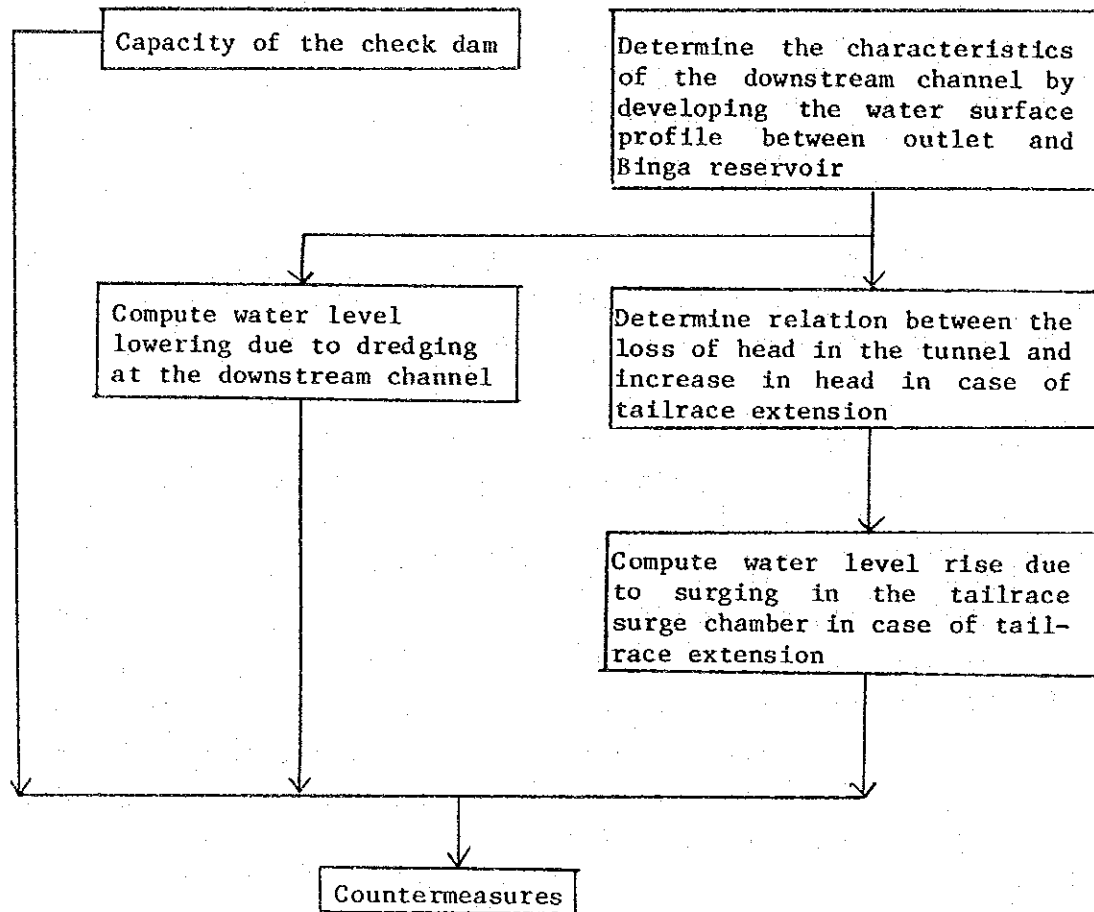 Capacity of the check dam
Determine the characteristics
of the downstream channel by
developing the water surface
profile between outlet and
Binga reservoir
Compute water level
lowering due to dredging
at the downstream channel
Determine relation between the
loss of head in the tunnel and
increase in head in case of
tailrace extension
Compute water level rise due
to surging in the tailrace
surge chamber in case of tail-
race extension
Countermeasures